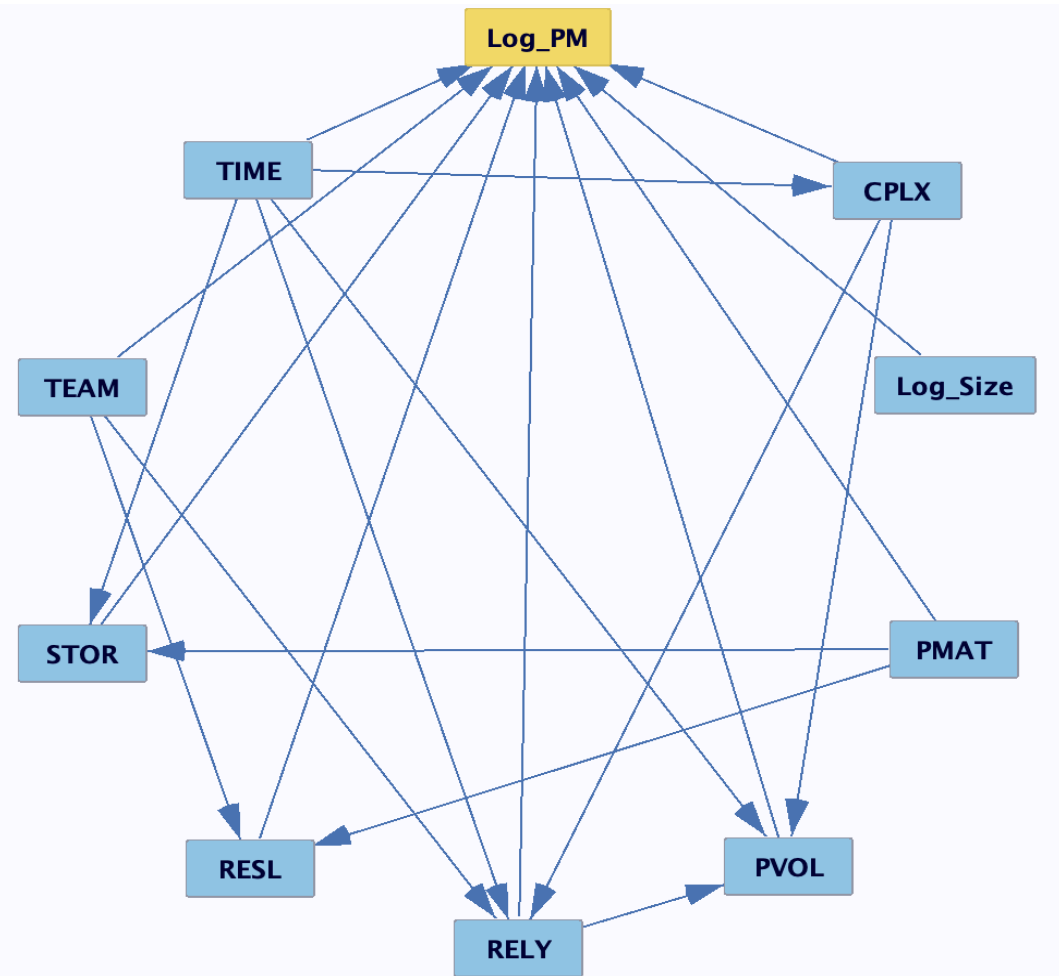 Log_PM
TIME
CPLX
TEAM
Log_Size
STOR
PMAT
RESL
PVOL
RELY